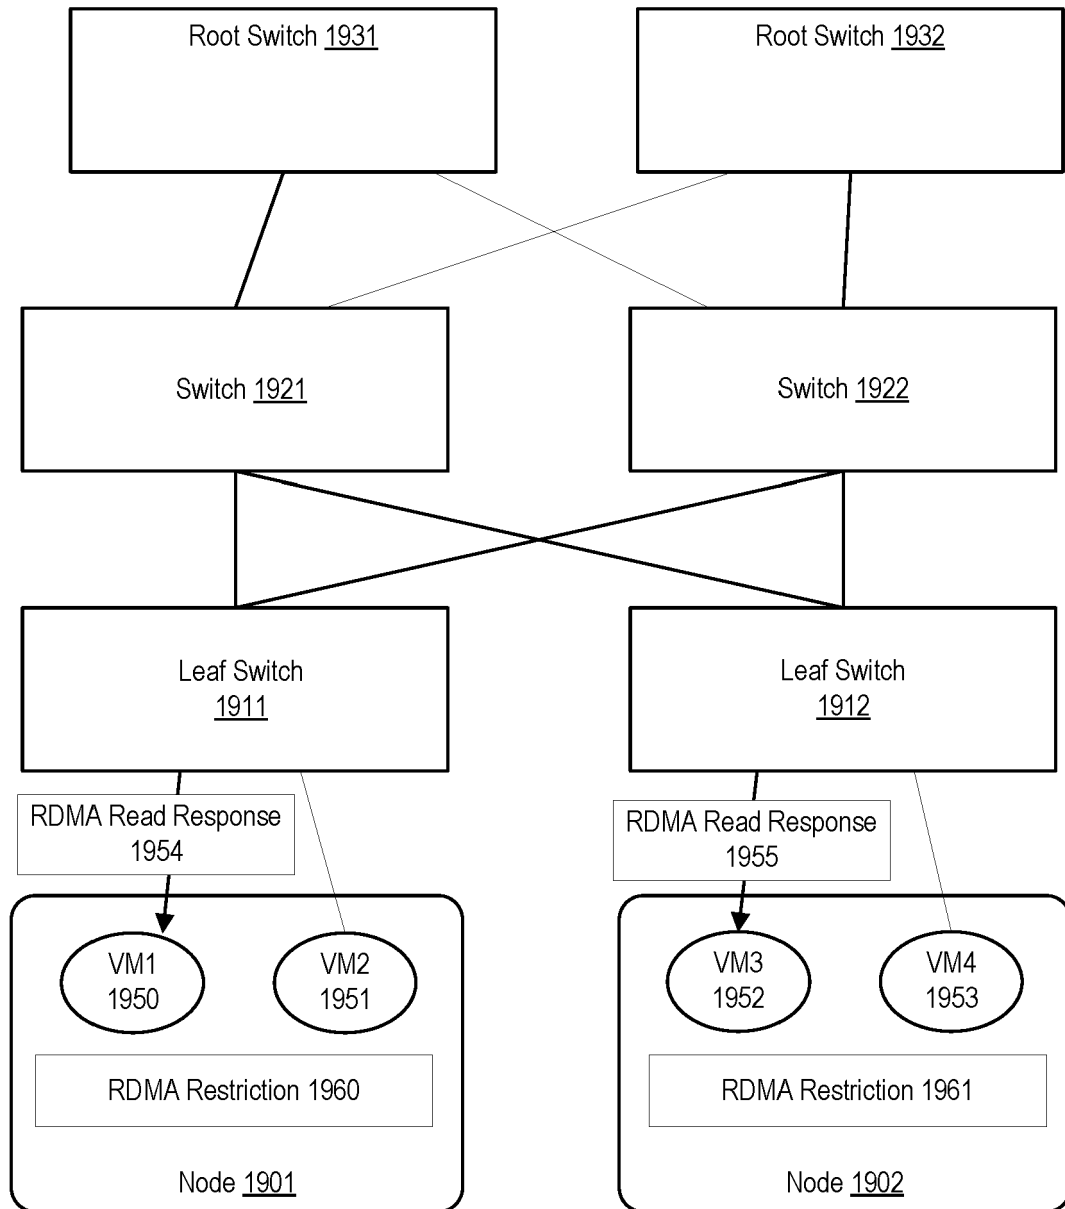 Root Switch 1931
Root Switch 1932
Switch 1921
Switch 1922
Leaf Switch
1911
Leaf Switch
1912
RDMA Read Response
1954
RDMA Read Response
1955
VM1
1950
VM2
1951
VM3
1952
VM4
1953
RDMA Restriction 1960
RDMA Restriction 1961
Node 1901
Node 1902